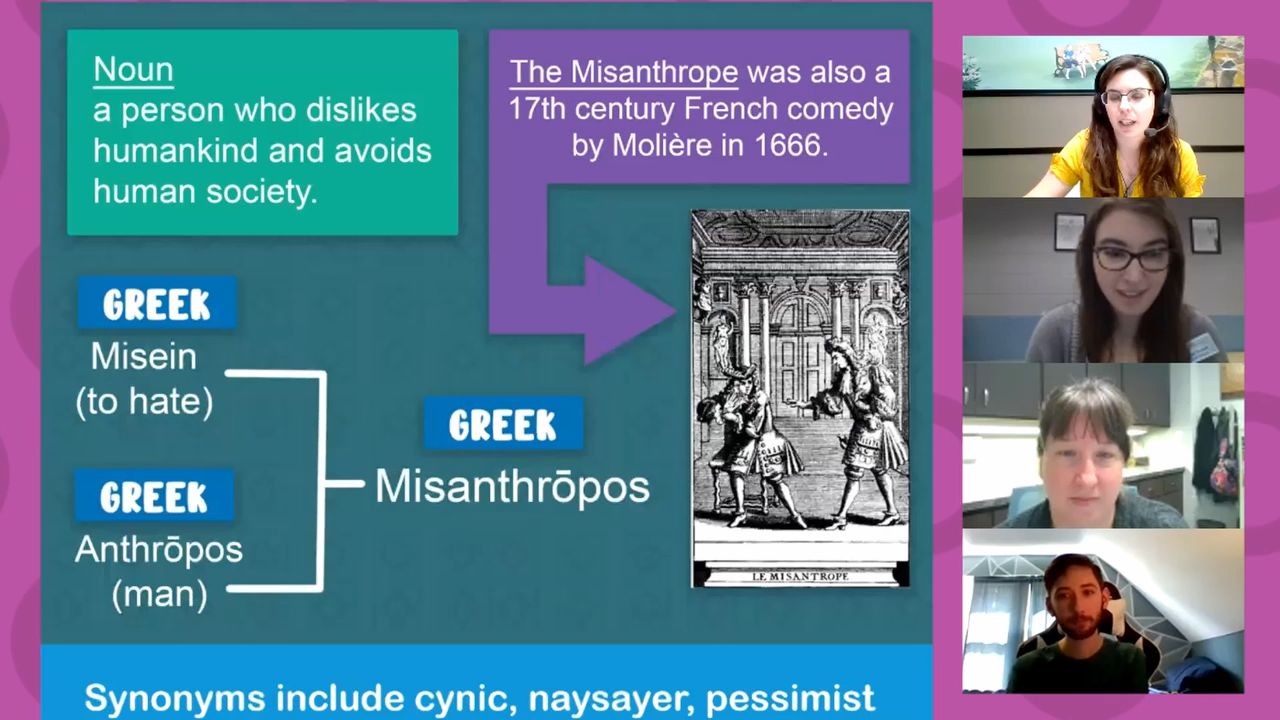 Noun
a person who dislikes
humankind and avoids
human society.
The Misanthrope was also a
17th century French comedy
by Molière in 1666.
GREEK
Misein
(to hate)
GREEK
Anthrōpos
(man)
GREEK
Misanthrōpos
LE MISANTROPE
Synonyms include cynic, naysayer, pessimist